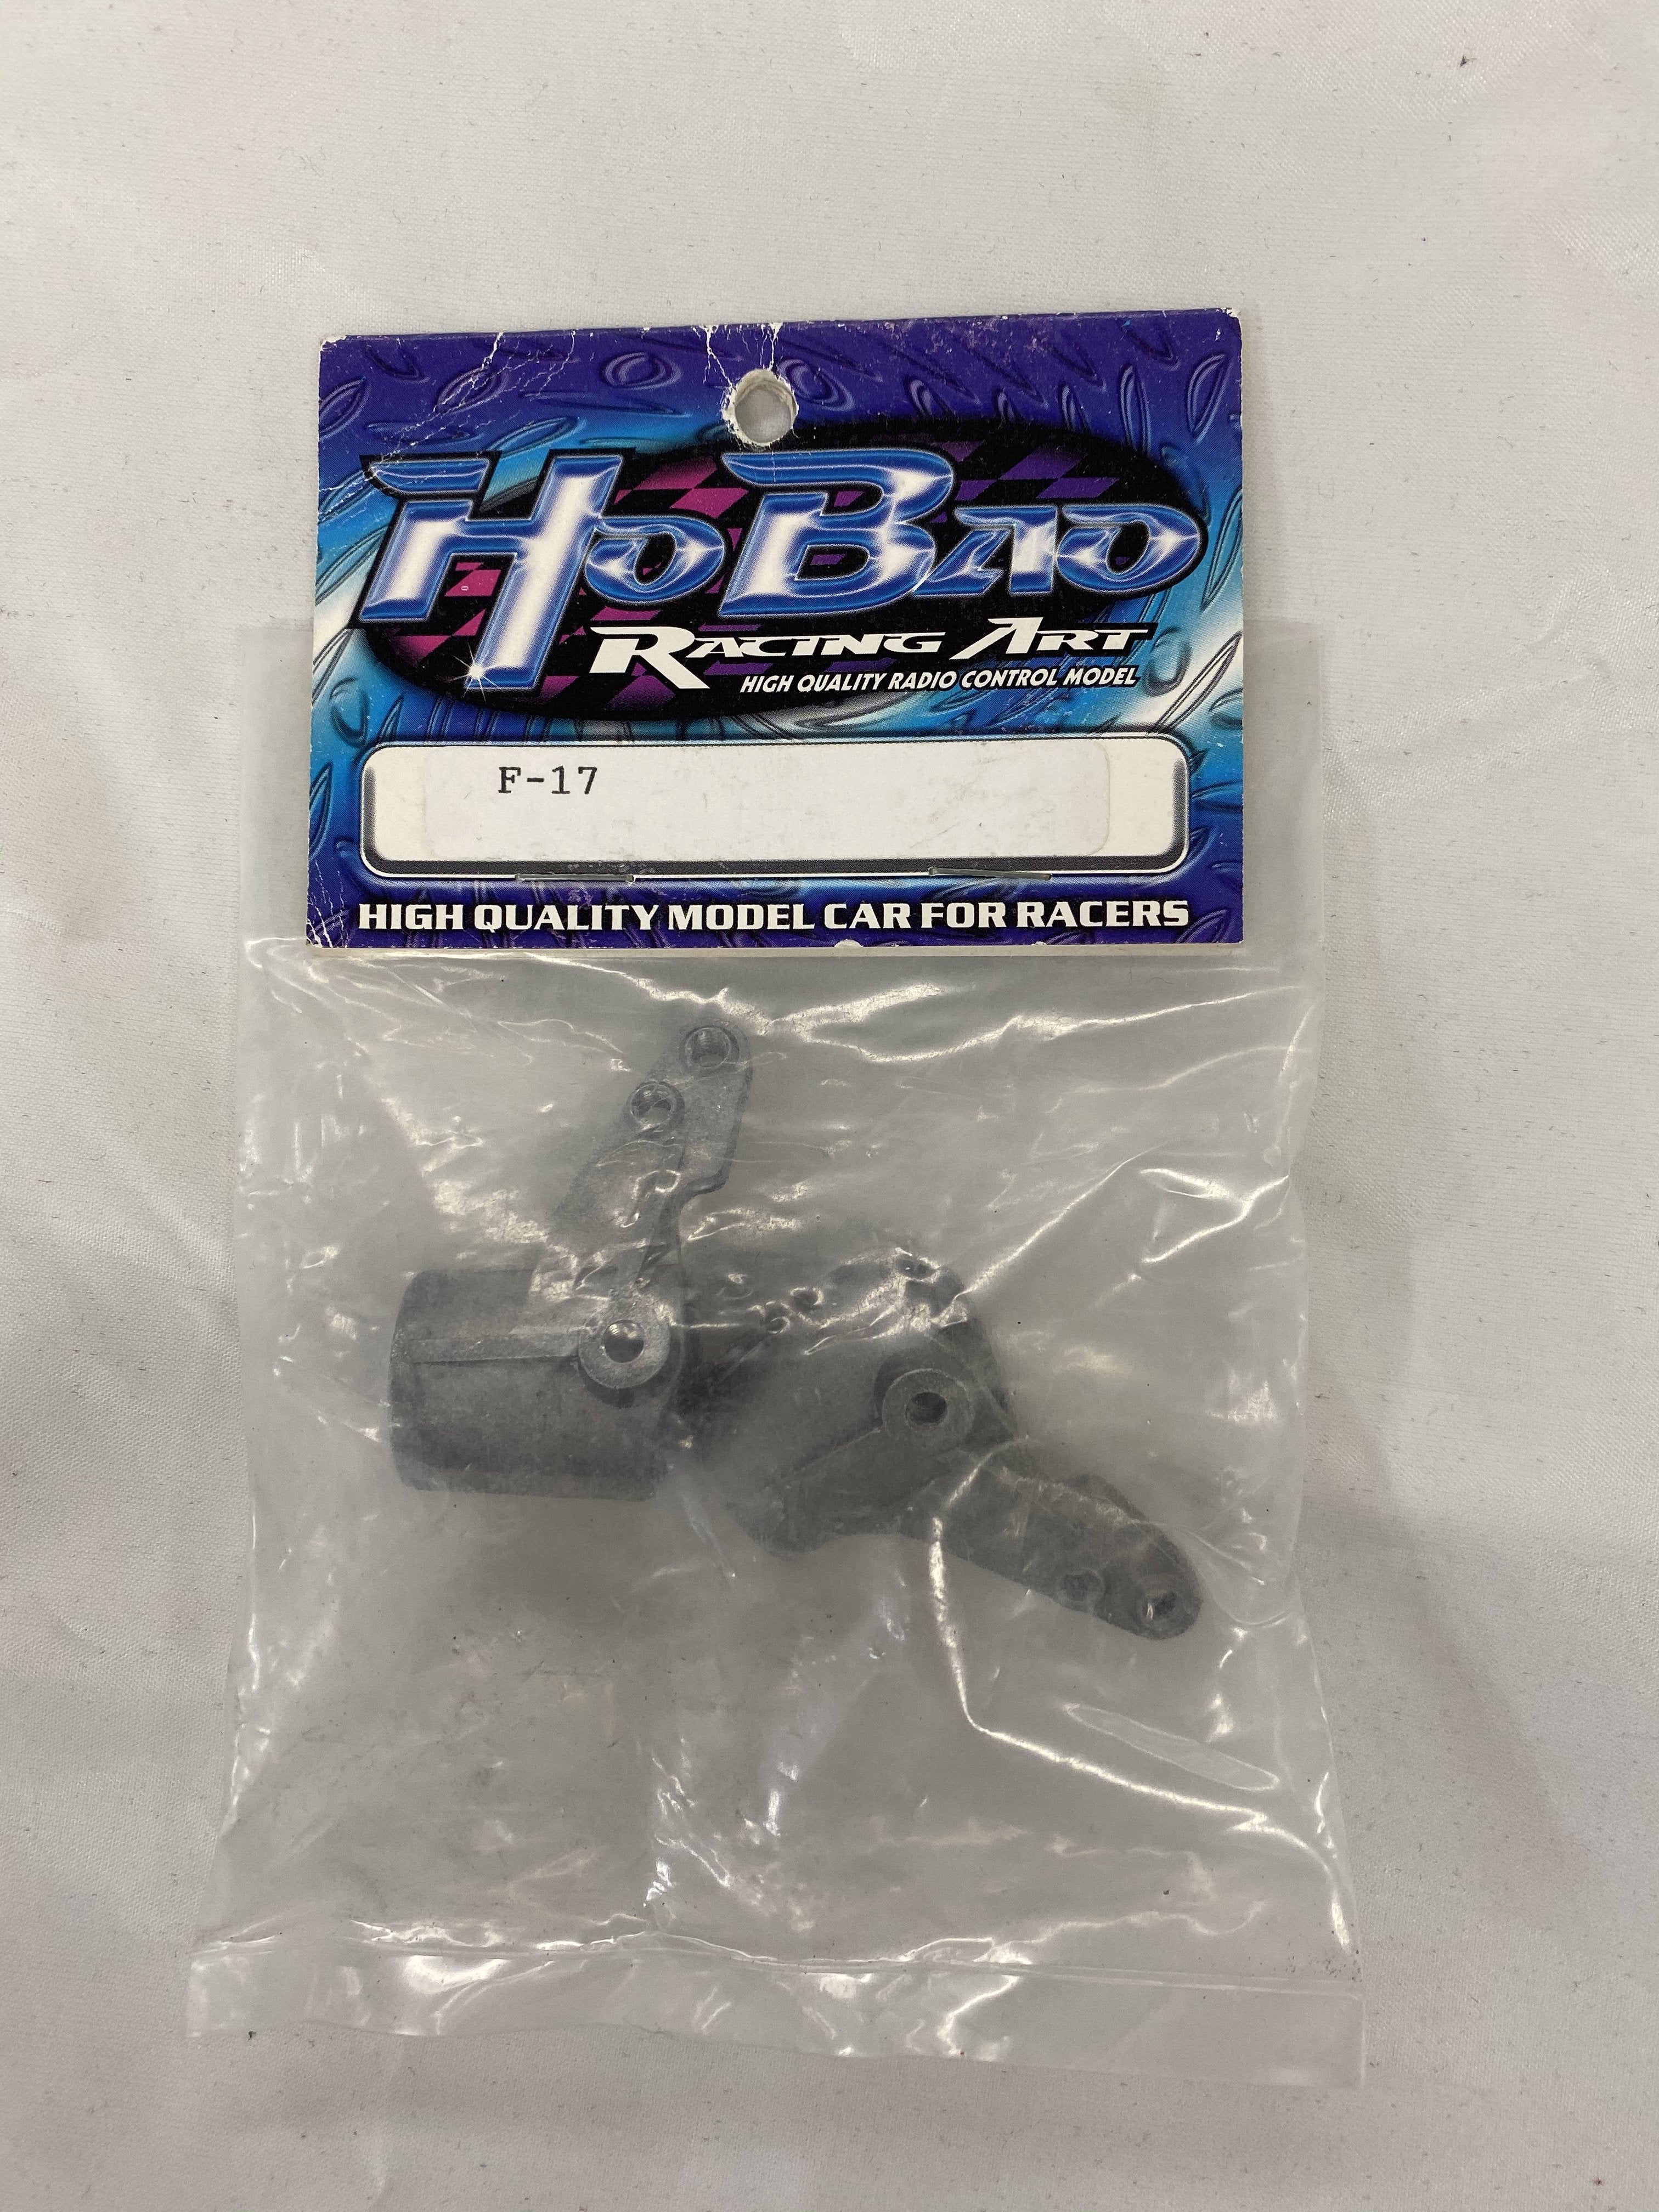 HoBao
Racing Art
HIGH QUALITY RADIO CONTROL MODEL
F-17
HIGH QUALITY MODEL CAR FOR RACERS